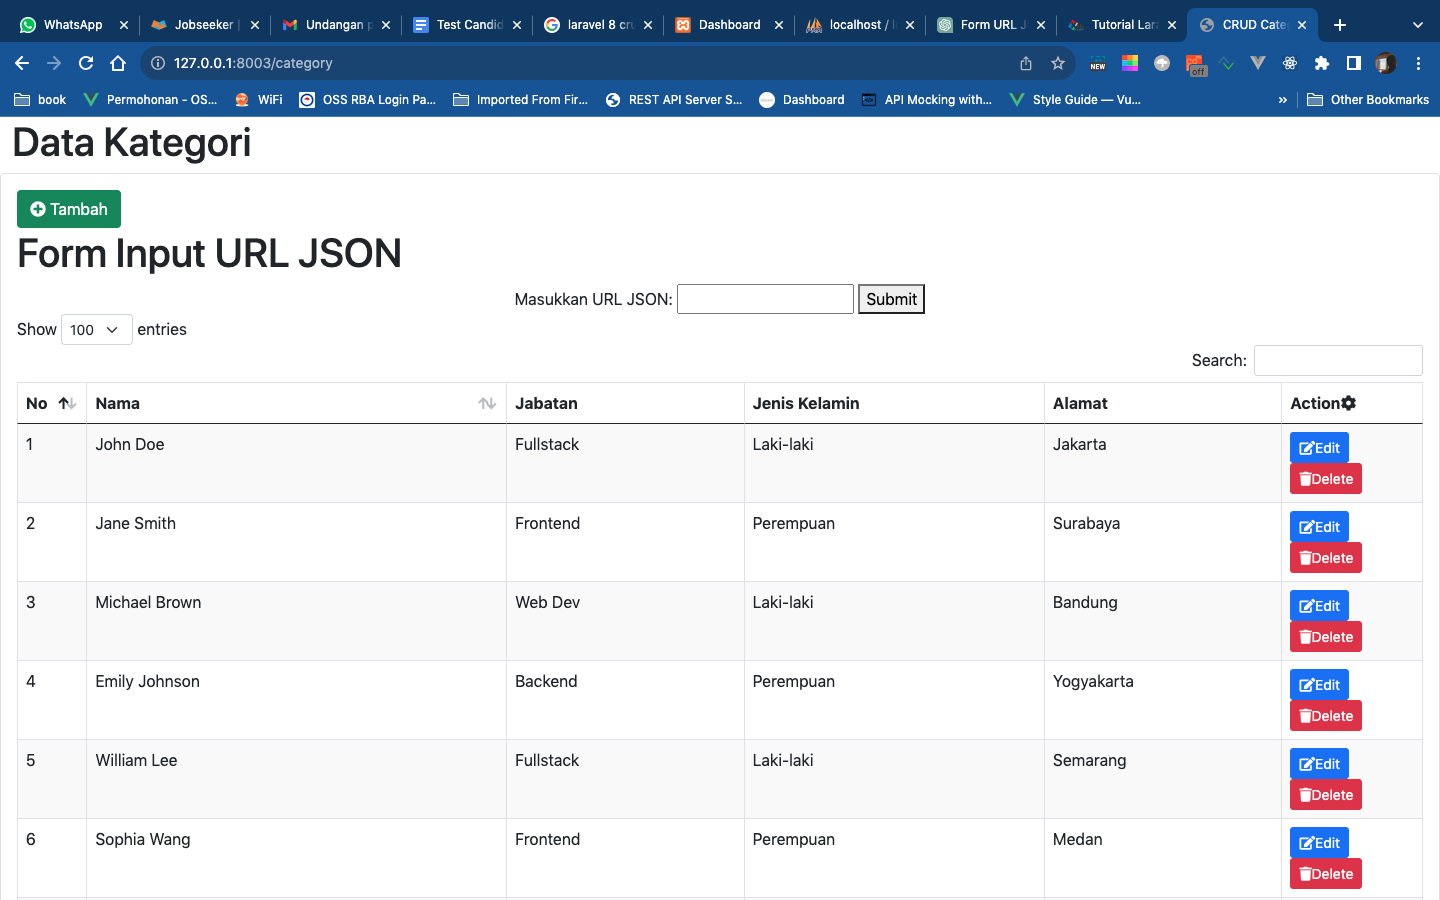 WhatsApp
Jobseeker
Undangan p
Test Candid
laravel 8 cru
Dashboard
localhost / l
Form URL J
Tutorial Lara
CRUD Cate
127.0.0.1:8003/category
NEW
off
book
Permohonan - OS...
WiFi
OSS RBA Login Pa...
Imported From Fir...
REST API Server S...
Dashboard
API Mocking with...
Style Guide — Vu...
»
Other Bookmarks
Data Kategori
Tambah
Form Input URL JSON
Masukkan URL JSON: Submit
Show 100 entries
Search:
No Nama Jabatan Jenis Kelamin Alamat Action
1 John Doe Fullstack Laki-laki Jakarta Edit
Delete
2 Jane Smith Frontend Perempuan Surabaya Edit
Delete
3 Michael Brown Web Dev Laki-laki Bandung Edit
Delete
4 Emily Johnson Backend Perempuan Yogyakarta Edit
Delete
5 William Lee Fullstack Laki-laki Semarang Edit
Delete
6 Sophia Wang Frontend Perempuan Medan Edit
Delete